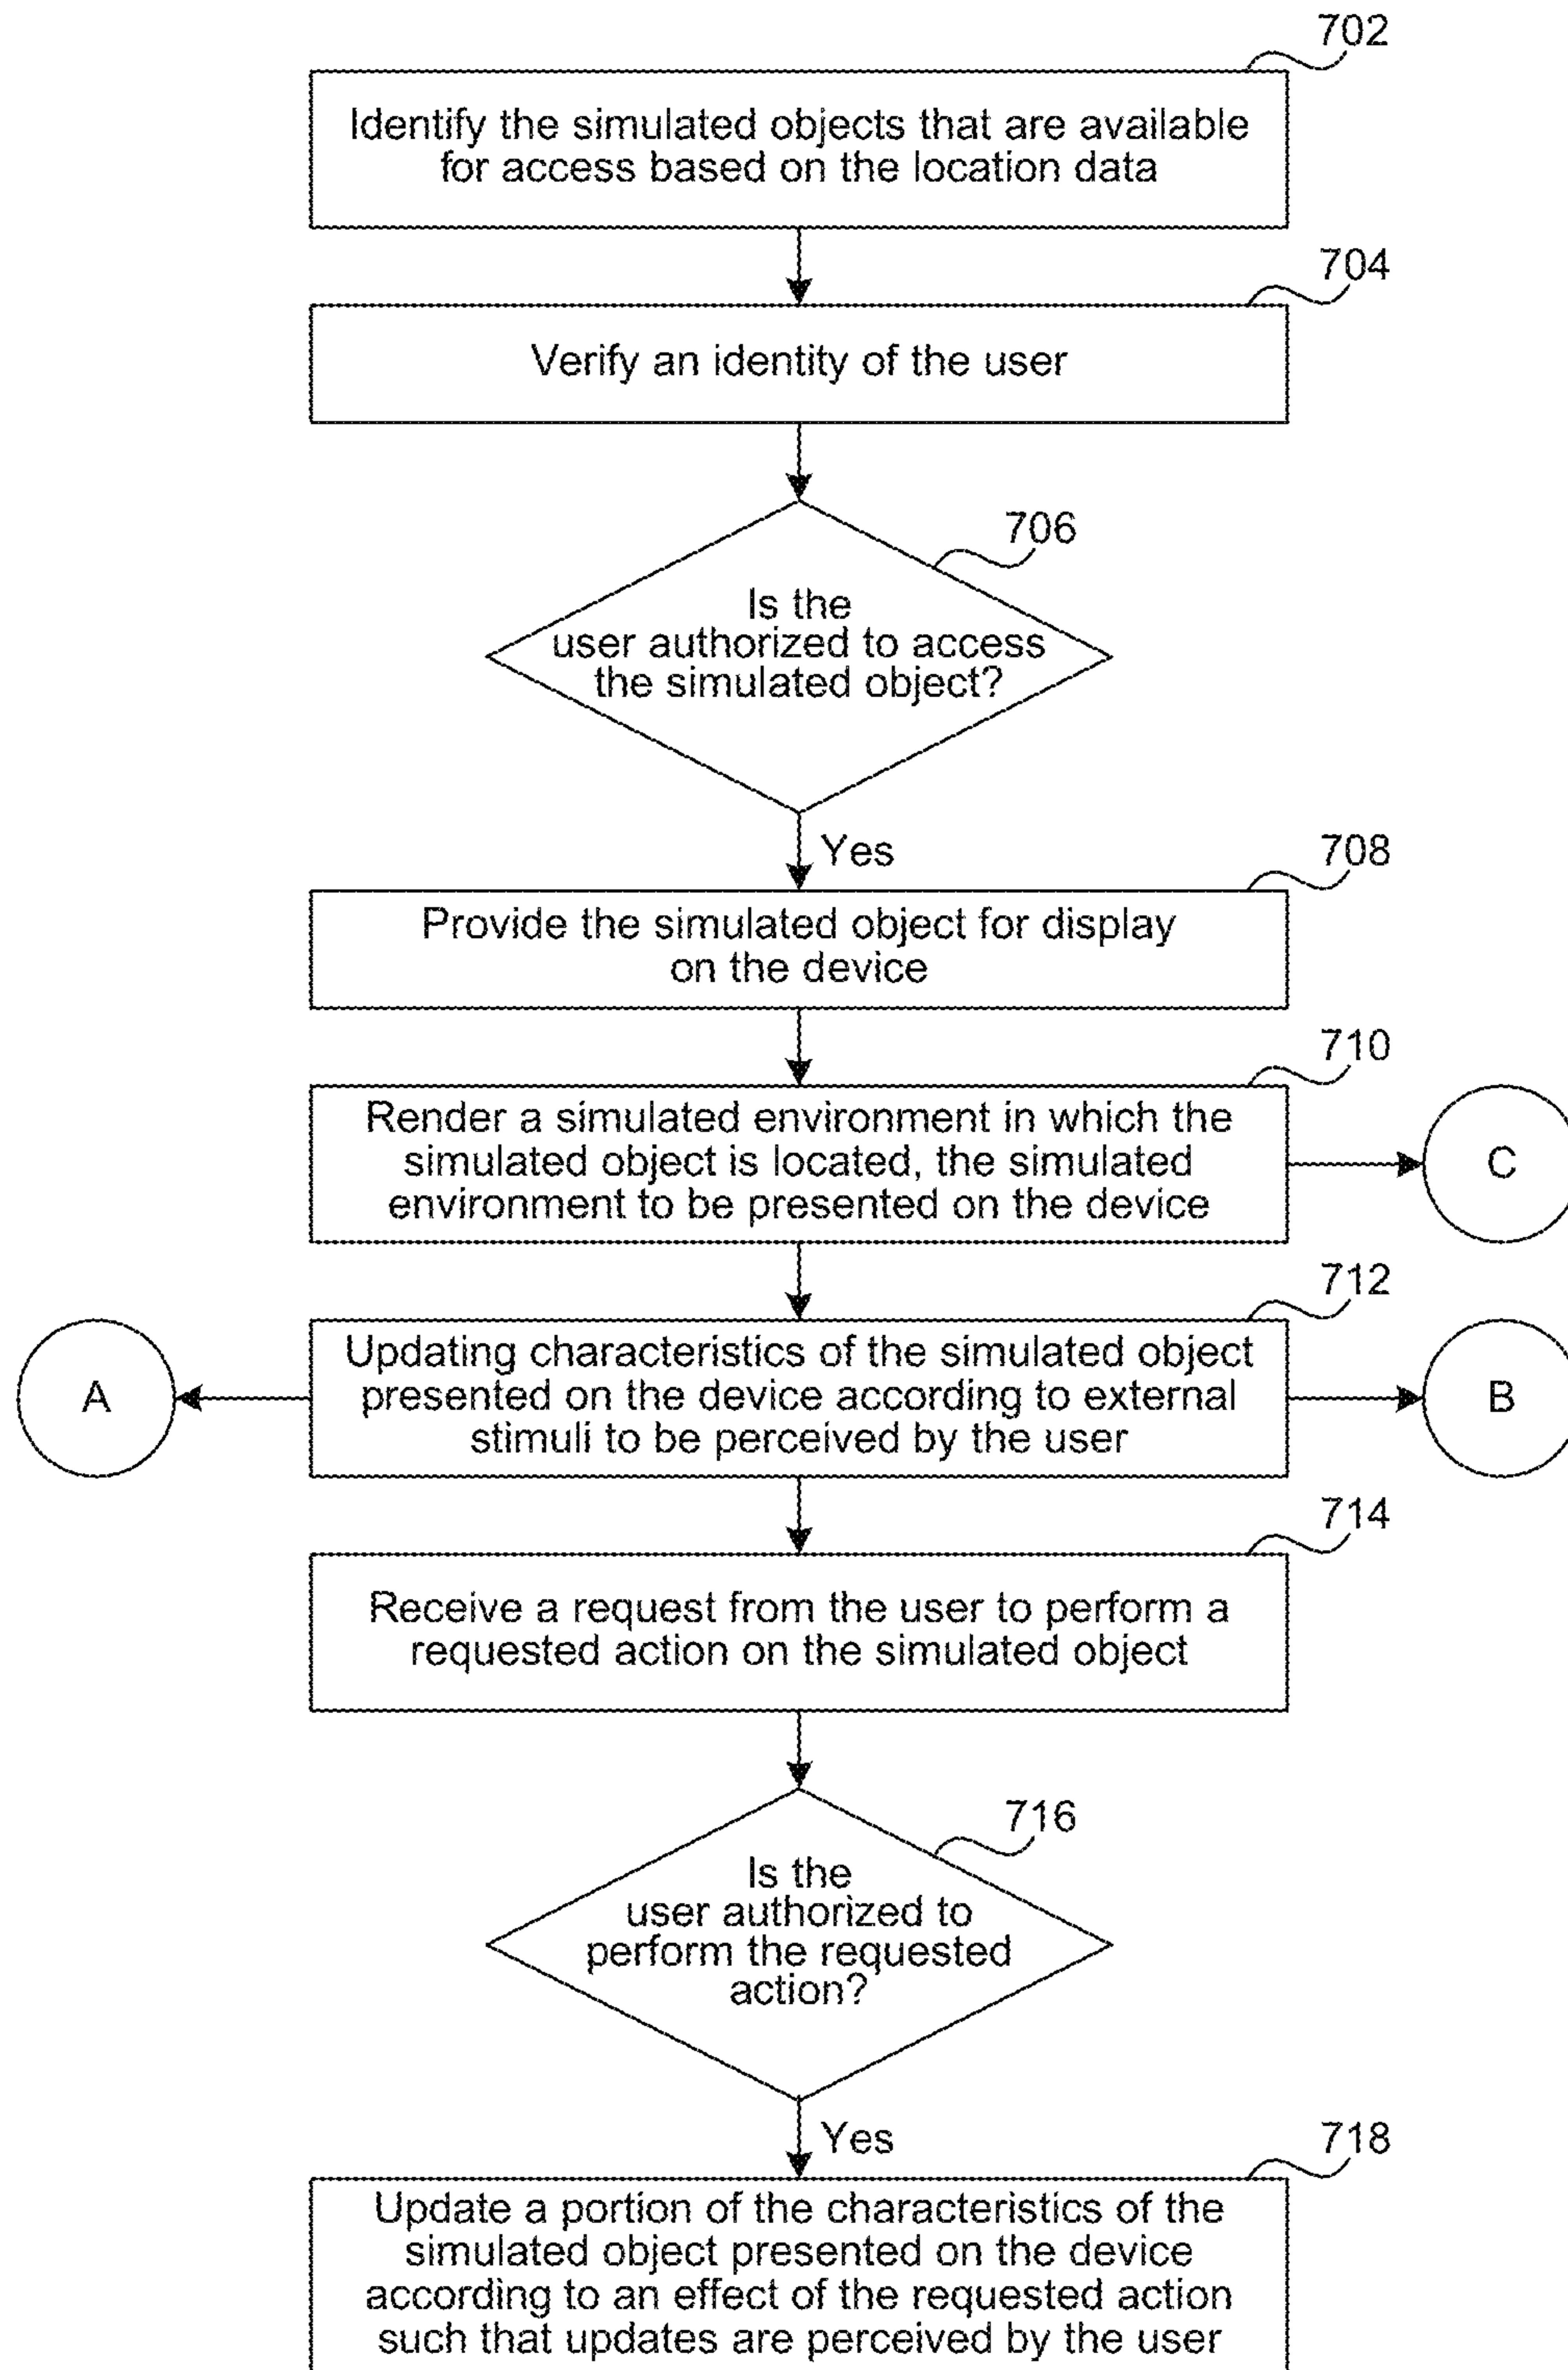 702
Identify the simulated objects that are available
for access based on the location data
704
Verify an identity of the user
706
Is the
user authorized to access
the simulated object?
Yes
708
Provide the simulated object for display
on the device
710
Render a simulated environment in which the
simulated object is located, the simulated
environment to be presented on the device
C
712
Updating characteristics of the simulated object
presented on the device according to external
stimuli to be perceived by the user
A
B
714
Receive a request from the user to perform a
requested action on the simulated object
716
Is the
user authorized to
perform the requested
action?
Yes
718
Update a portion of the characteristics of the
simulated object presented on the device
according to an effect of the requested action
such that updates are perceived by the user